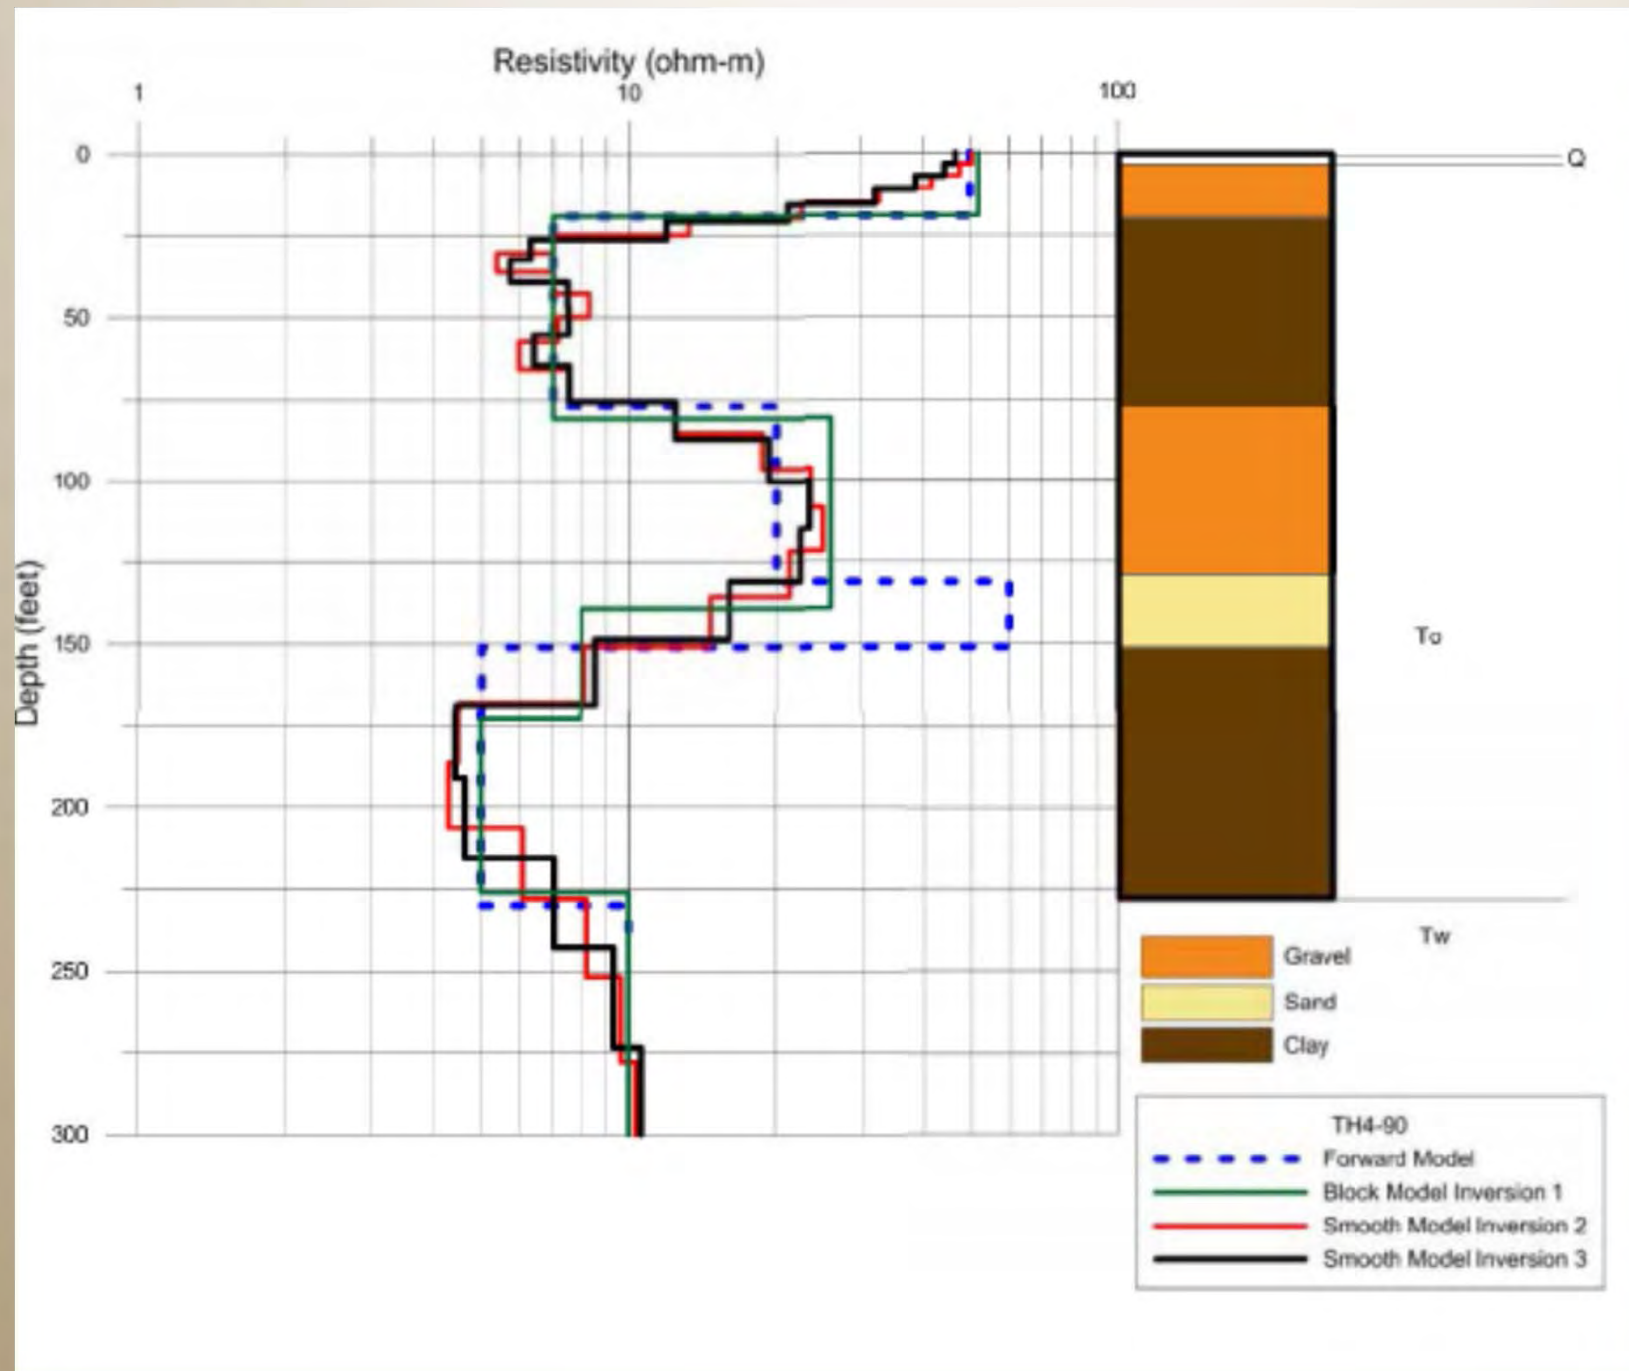 Resistivity (ohm-m)
1 10 100
0
50
100
150
200
250
300
Depth (feet)
Q
To
Tw
Gravel
Sand
Clay
TH4-90
Forward Model
Block Model Inversion 1
Smooth Model Inversion 2
Smooth Model Inversion 3